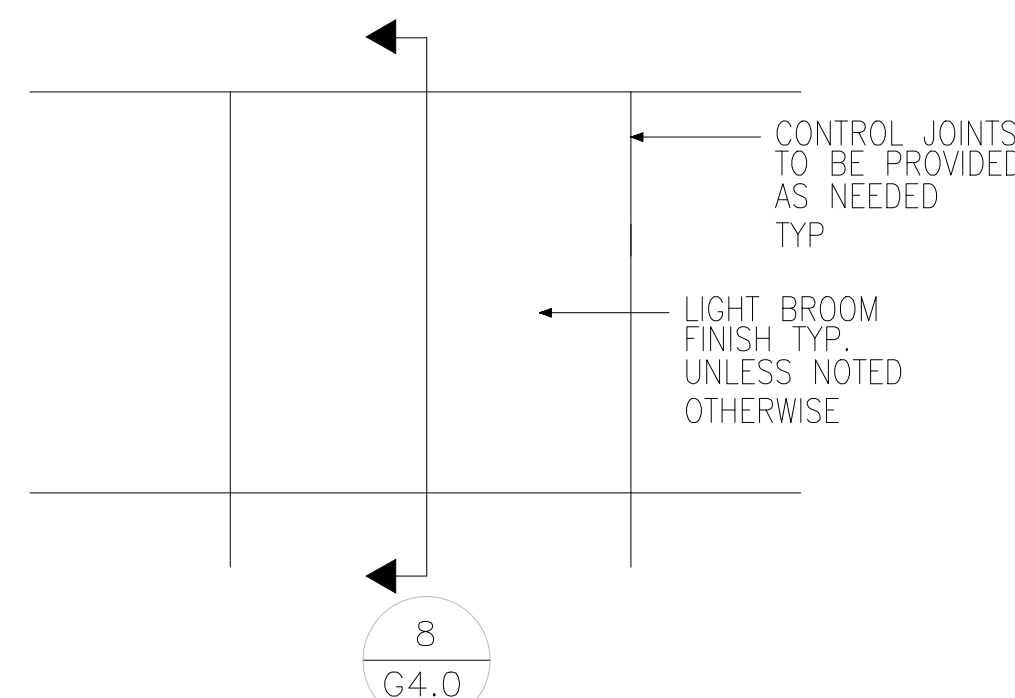 CONTROL JOINTS
TO BE PROVIDED
AS NEEDED
TYP
LIGHT BROOM
FINISH TYP.
UNLESS NOTED
OTHERWISE
8
G4.0